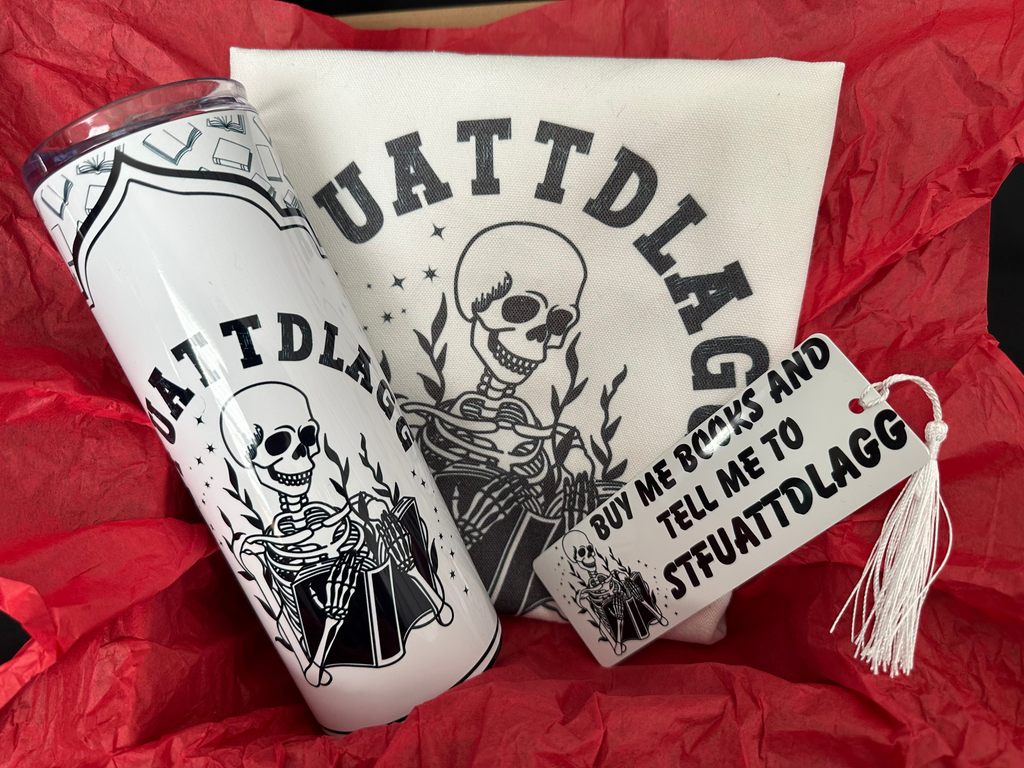 UATTDLAGG
UATTDLAGG
BUY ME BOOKS AND
TELL ME TO
STFUATTDLAGG